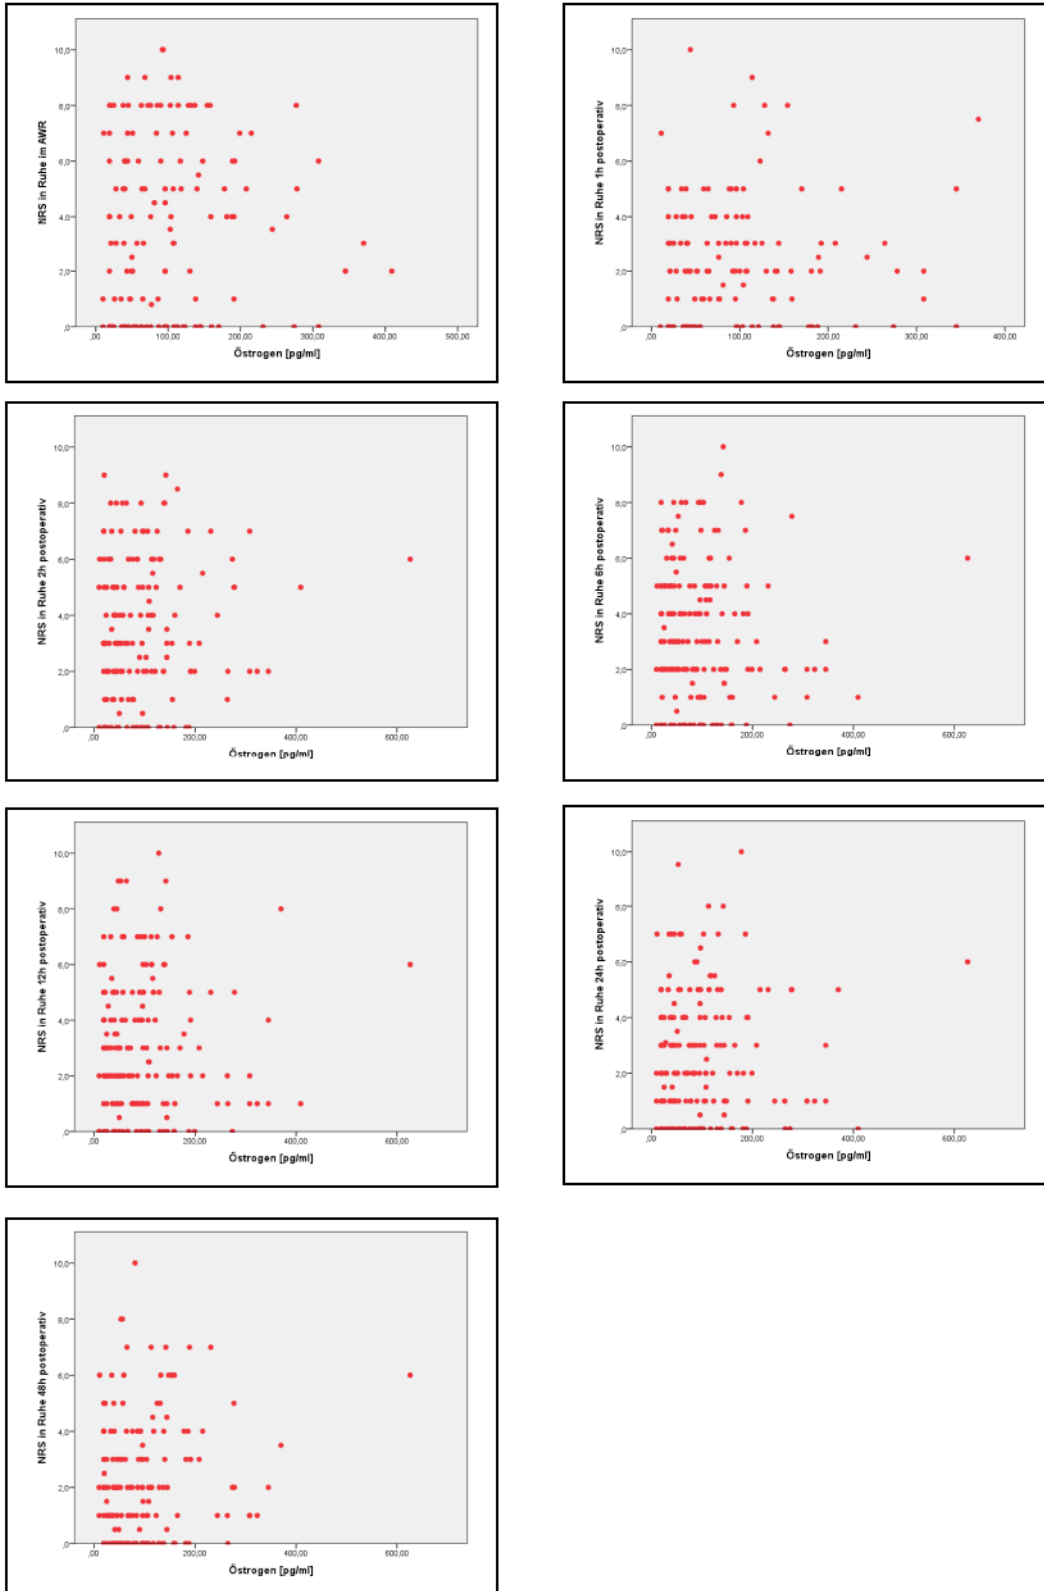 NRS in Ruhe im AWR
10,0
8,0
6,0
4,0
2,0
,0
,00 100,00 200,00 300,00 400,00 500,00
Östrogen [pg/ml]
NRS in Ruhe 1h postoperativ
10,0
8,0
6,0
4,0
2,0
,0
,00 100,00 200,00 300,00 400,00
Östrogen [pg/ml]
NRS in Ruhe 2h postoperativ
10,0
8,0
6,0
4,0
2,0
,0
,00 200,00 400,00 600,00
Östrogen [pg/ml]
NRS in Ruhe 6h postoperativ
10,0
8,0
6,0
4,0
2,0
,0
,00 200,00 400,00 600,00
Östrogen [pg/ml]
NRS in Ruhe 12h postoperativ
10,0
8,0
6,0
4,0
2,0
,0
,00 200,00 400,00 600,00
Östrogen [pg/ml]
NRS in Ruhe 24h postoperativ
10,0
8,0
6,0
4,0
2,0
,0
,00 200,00 400,00 600,00
Östrogen [pg/ml]
NRS in Ruhe 48h postoperativ
10,0
8,0
6,0
4,0
2,0
,0
,00 200,00 400,00 600,00
Östrogen [pg/ml]